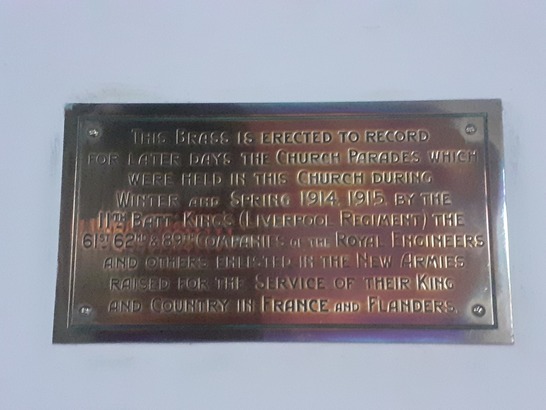 This Brass is erected to record
for later days the Church Parades which
were held in this Church during
Winter and Spring 1914, 1915, by the
11th Batt. King's (Liverpool Regiment) the
61st 62nd & 89th Companies of the Royal Engineers
and others enlisted in the New Armies
raised for the Service of their King
and Country in France and Flanders.